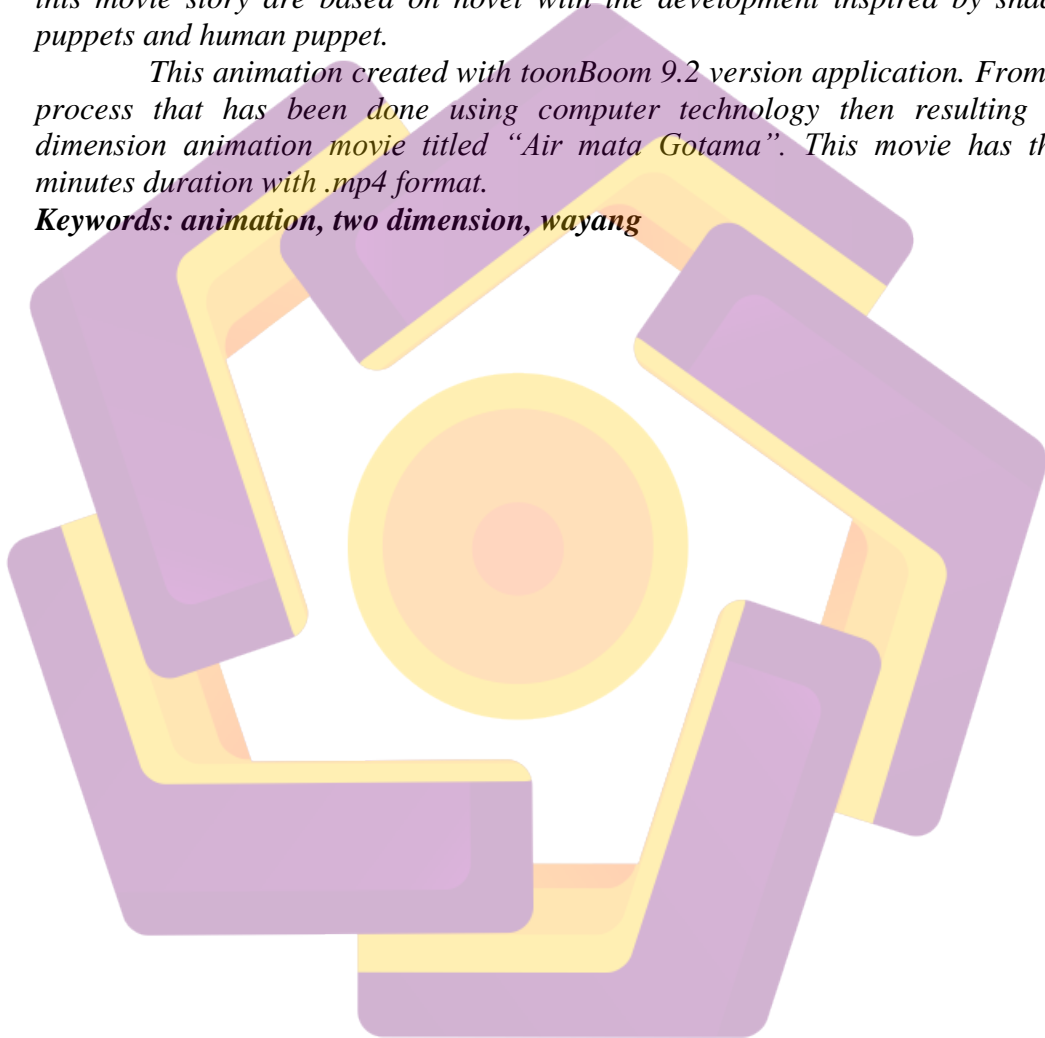 this movie story are based on novel with the development inspired by
puppets and human puppet.
This animation created with toonBoom 9.2 version application. From
process that has been done using computer technology then resulting
dimension animation movie titled “Air mata Gotama”. This movie has
minutes duration with .mp4 format.
Keywords: animation, two dimension, wayang